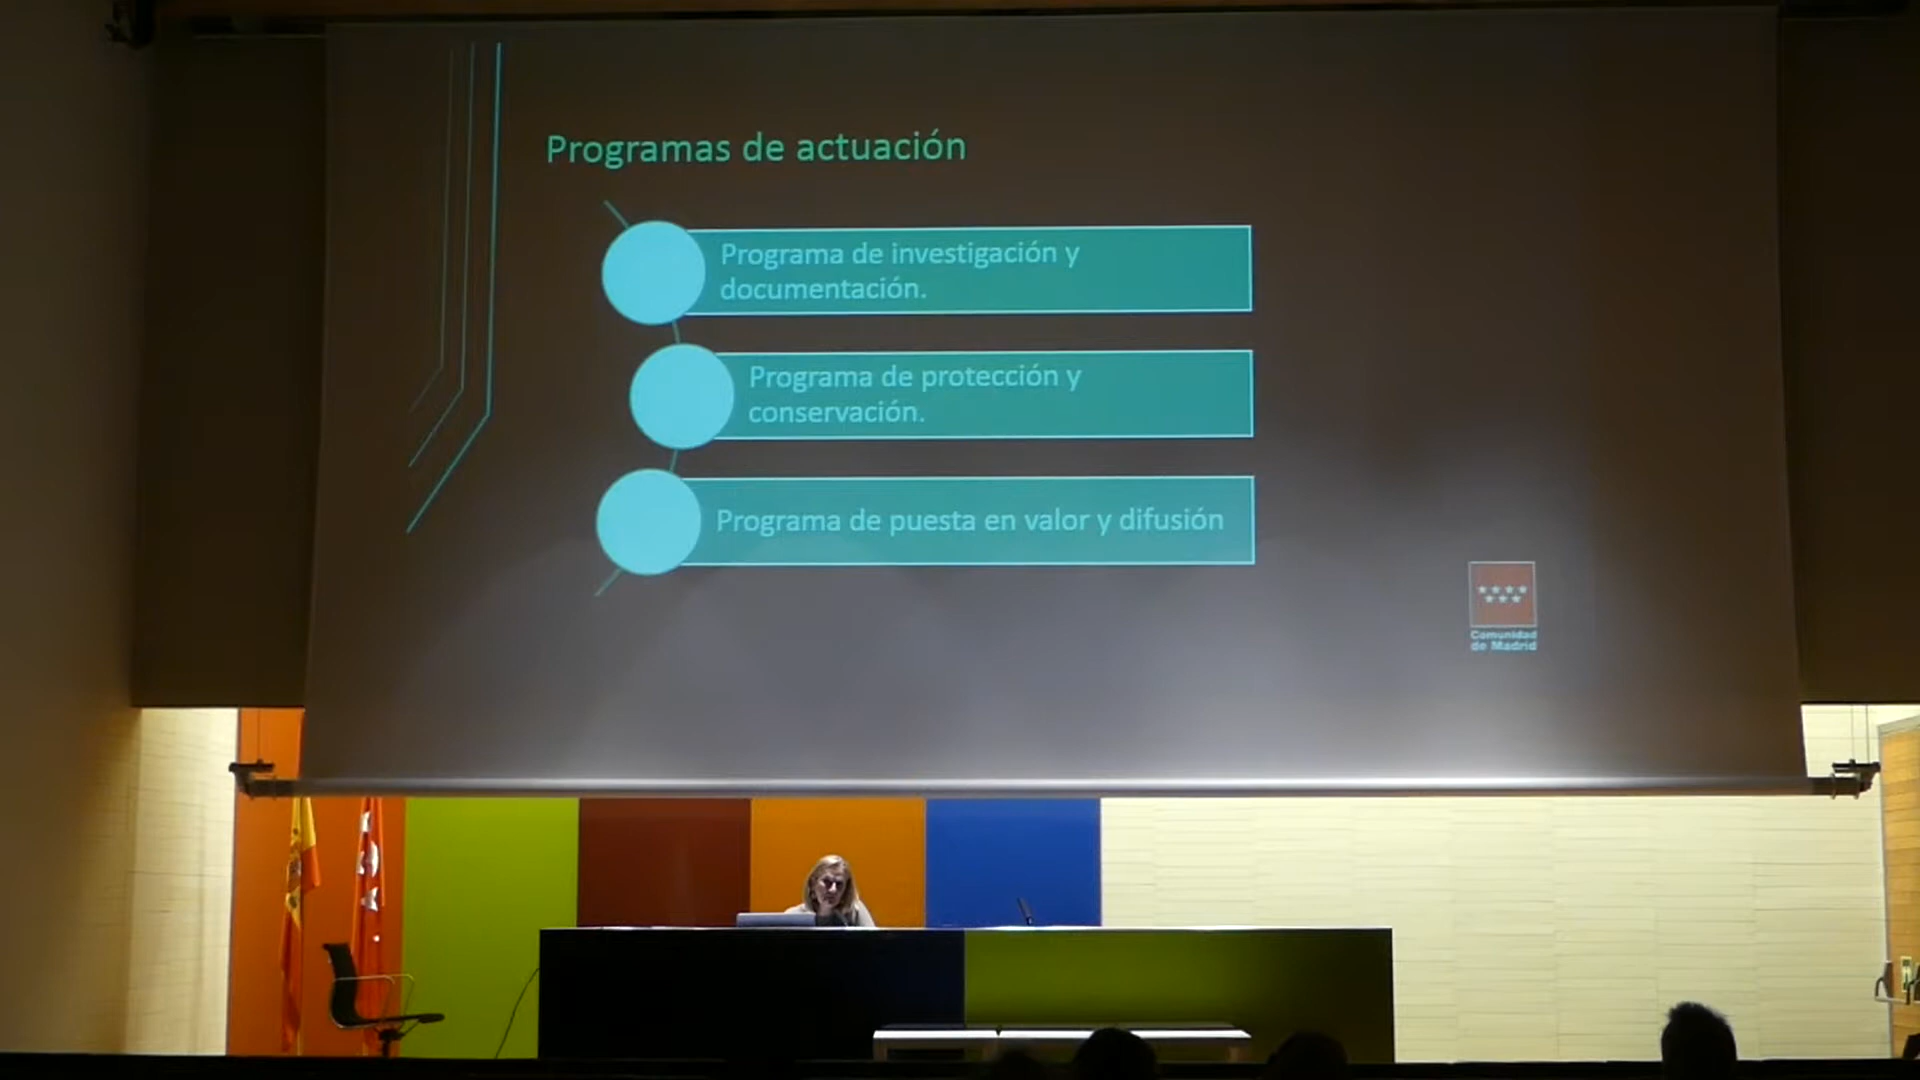 Programas de actuación
Programa de investigación y
documentación.
Programa de protección y
conservación.
Programa de puesta en valor y difusión
Comunidad
de Madrid